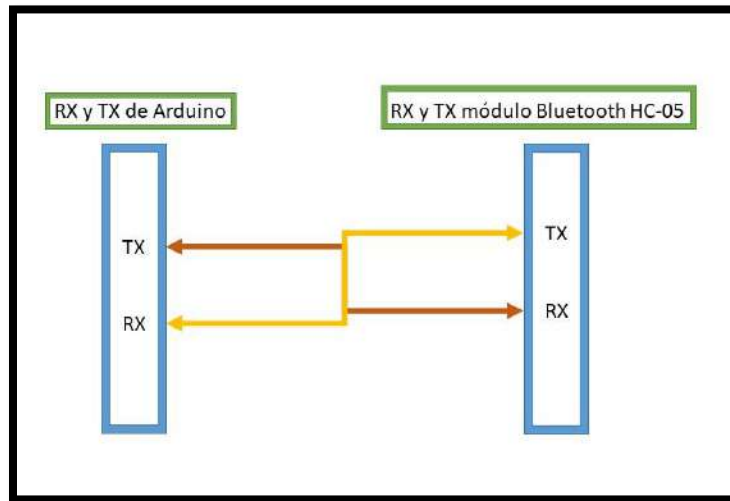 RX y TX de Arduino
RX y TX módulo Bluetooth HC-05
TX
TX
RX
RX